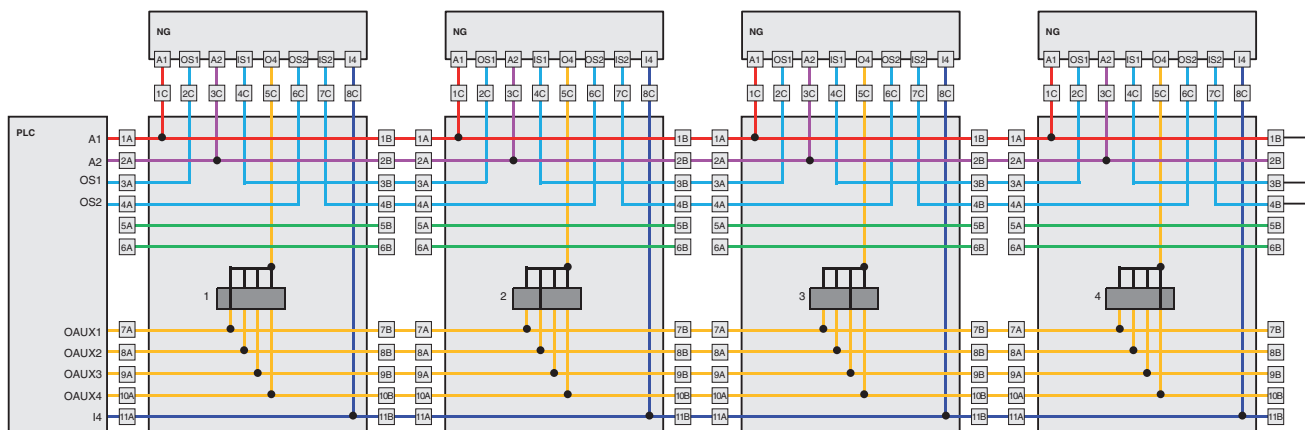 NG NG NG NG
A1 OS1 A2 IS1 O4 OS2 IS2 I4 A1 OS1 A2 IS1 O4 OS2 IS2 I4 A1 OS1 A2 IS1 O4 OS2 IS2 I4 A1 OS1 A2 IS1 O4 OS2 IS2 I4
1C 2C 3C 4C 5C 6C 7C 8C 1C 2C 3C 4C 5C 6C 7C 8C 1C 2C 3C 4C 5C 6C 7C 8C 1C 2C 3C 4C 5C 6C 7C 8C
PLC
A1 1A 1B 1A 1B 1A 1B 1A 1B
A2 2A 2B 2A 2B 2A 2B 2A 2B
OS1 3A 3B 3A 3B 3A 3B 3A 3B
OS2 4A 4B 4A 4B 4A 4B 4A 4B
5A 5B 5A 5B 5A 5B 5A 5B
6A 6B 6A 6B 6A 6B 6A 6B
1 2 3 4
OAUX1 7A 7B 7A 7B 7A 7B 7A 7B
OAUX2 8A 8B 8A 8B 8A 8B 8A 8B
OAUX3 9A 9B 9A 9B 9A 9B 9A 9B
OAUX4 10A 10B 10A 10B 10A 10B 10A 10B
I4 11A 11B 11A 11B 11A 11B 11A 11B